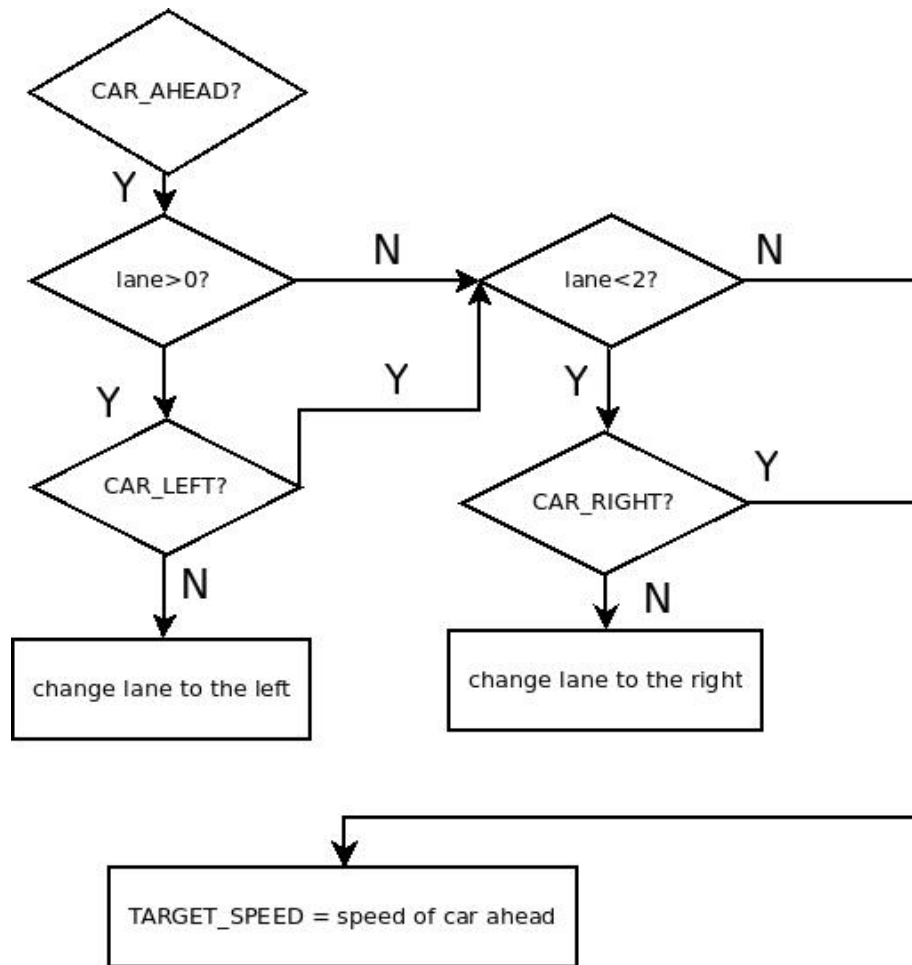 CAR_AHEAD?
Y
lane>0?
N
lane<2?
N
Y
Y
Y
CAR_LEFT?
CAR_RIGHT?
Y
N
N
change lane to the left
change lane to the right
TARGET_SPEED = speed of car ahead